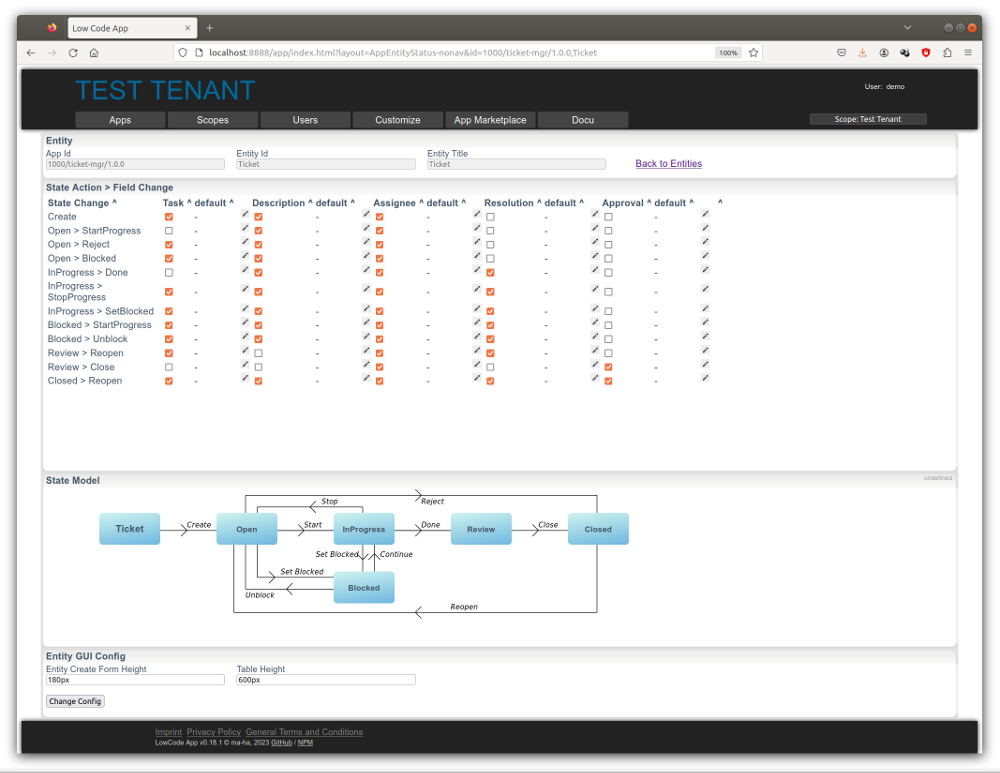 Low Code App
localhost:8888/app/index.html?layout=AppEntityStatus-nonav&id=1000/ticket-mgr/1.0.0,Ticket
100%
TEST TENANT
User: demo
Apps Scopes Users Customize App Marketplace Docu
Scope: Test Tenant
Entity
App Id Entity Id Entity Title
1000/ticket-mgr/1.0.0 Ticket Ticket Back to Entities
State Action > Field Change
State Change ^ Task ^ default ^ Description ^ default ^ Assignee ^ default ^ Resolution ^ default ^ Approval ^ default ^ ^
Create - - - - -
Open > StartProgress - - - - -
Open > Reject - - - - -
Open > Blocked - - - - -
InProgress > Done - - - - -
InProgress >
StopProgress - - - - -
InProgress > SetBlocked - - - - -
Blocked > StartProgress - - - - -
Blocked > Unblock - - - - -
Review > Reopen - - - - -
Review > Close - - - - -
Closed > Reopen - - - - -
State Model
undefined
Stop Reject
Ticket Create Open Start InProgress Done Review Close Closed
Set Blocked Continue
Set Blocked
Blocked
Unblock
Reopen
Entity GUI Config
Entity Create Form Height Table Height
180px 600px
Change Config
Imprint Privacy Policy General Terms and Conditions
LowCode App v0.18.1 © ma-ha, 2023 GitHub / NPM